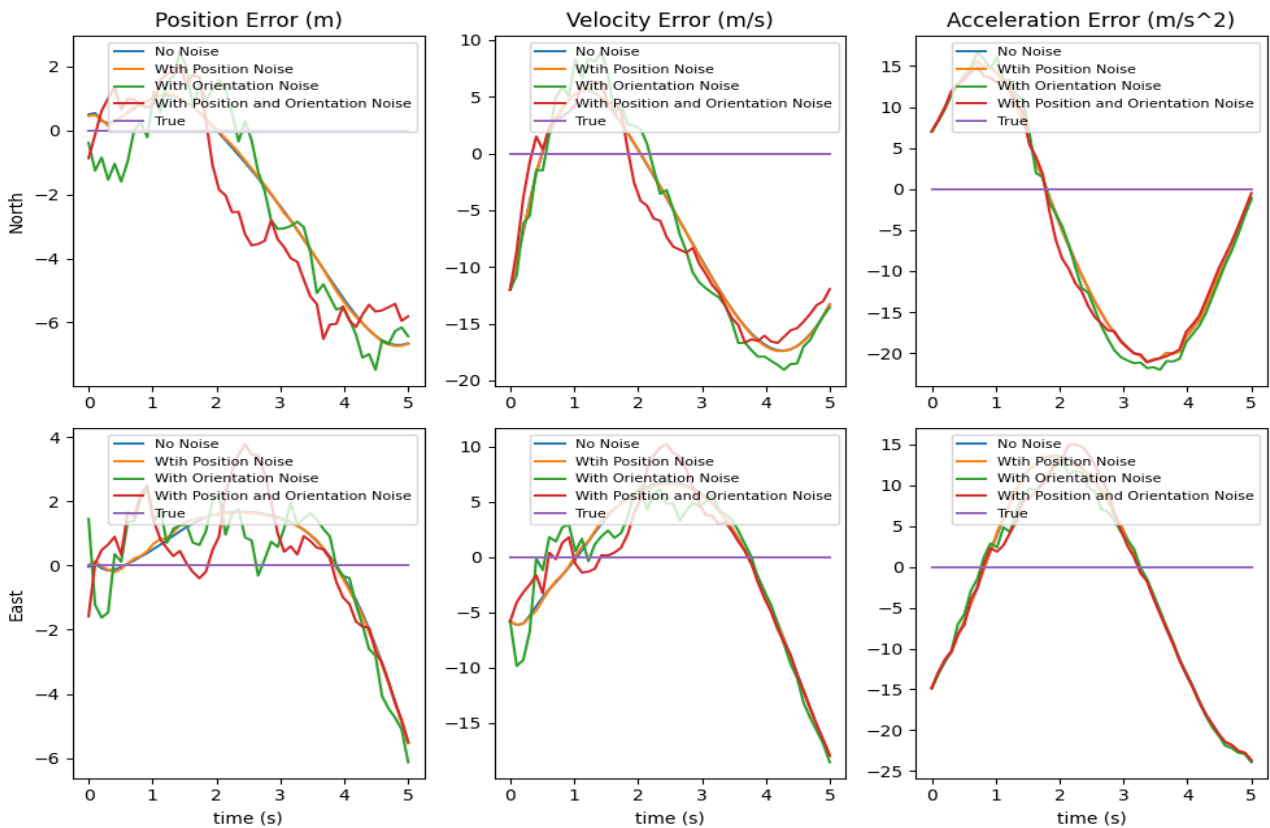 Position Error (m)
Velocity Error (m/s)
Acceleration Error (m/s^2)
North
2
0
−2
−4
−6
No Noise
Wtih Position Noise
With Orientation Noise
With Position and Orientation Noise
True
0 1 2 3 4 5
10
5
0
−5
−10
−15
−20
No Noise
Wtih Position Noise
With Orientation Noise
With Position and Orientation Noise
True
0 1 2 3 4 5
15
10
5
0
−5
−10
−15
−20
No Noise
Wtih Position Noise
With Orientation Noise
With Position and Orientation Noise
True
0 1 2 3 4 5
East
4
2
0
−2
−4
−6
No Noise
Wtih Position Noise
With Orientation Noise
With Position and Orientation Noise
True
0 1 2 3 4 5
time (s)
10
5
0
−5
−10
−15
No Noise
Wtih Position Noise
With Orientation Noise
With Position and Orientation Noise
True
0 1 2 3 4 5
time (s)
15
10
5
0
−5
−10
−15
−20
−25
No Noise
Wtih Position Noise
With Orientation Noise
With Position and Orientation Noise
True
0 1 2 3 4 5
time (s)